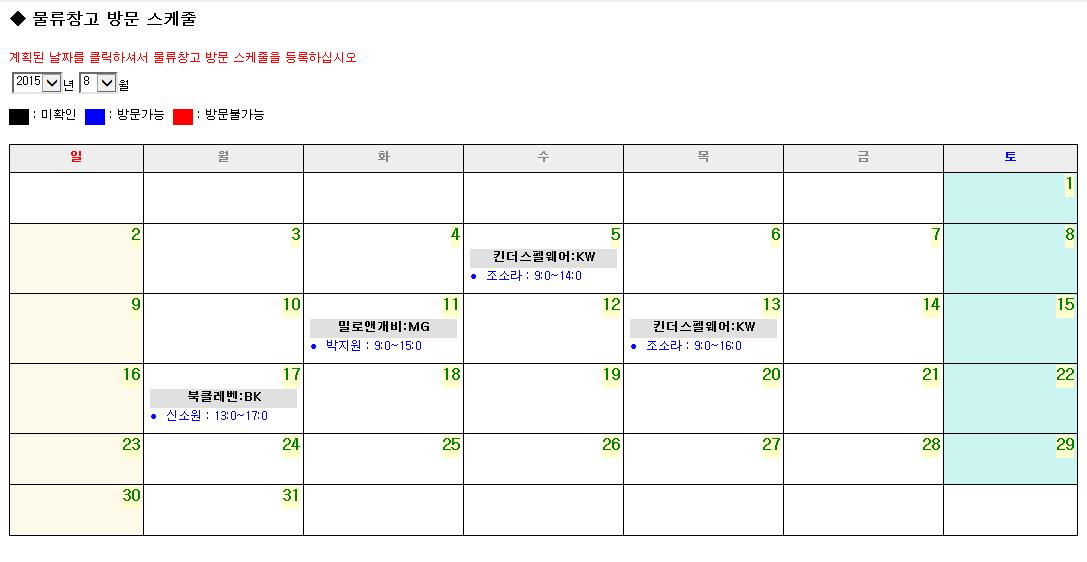 ◆ 물류창고 방문 스케줄
계획된 날짜를 클릭하셔서 물류창고 방문 스케줄을 등록하십시오
2015 년 8 월
: 미확인 : 방문가능 : 방문불가능
일 월 화 수 목 금 토
1
2 3 4 5 6 7 8
킨더스펠웨어:KW
● 조소라 : 9:0~14:0
9 10 11 12 13 14 15
밀로앤개비:MG 킨더스펠웨어:KW
● 박지원 : 9:0~15:0 ● 조소라 : 9:0~16:0
16 17 18 19 20 21 22
북클레벤:BK
● 신소원 : 13:0~17:0
23 24 25 26 27 28 29
30 31